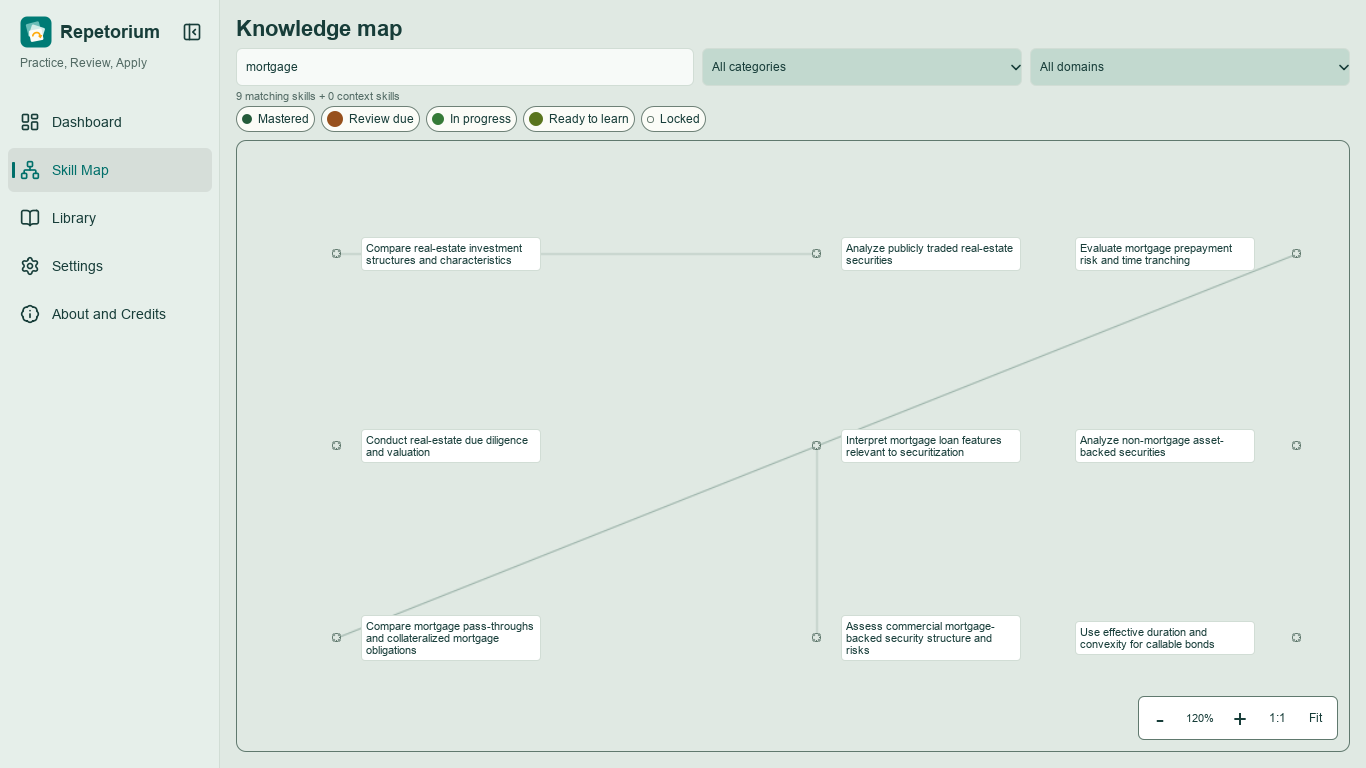 Repetorium
Practice, Review, Apply
Dashboard
Skill Map
Library
Settings
About and Credits
Knowledge map
mortgage
All categories
All domains
9 matching skills + 0 context skills
Mastered
Review due
In progress
Ready to learn
Locked
Compare real-estate investment
structures and characteristics
Analyze publicly traded real-estate
securities
Evaluate mortgage prepayment
risk and time tranching
Conduct real-estate due diligence
and valuation
Interpret mortgage loan features
relevant to securitization
Analyze non-mortgage asset-
backed securities
Compare mortgage pass-throughs
and collateralized mortgage
obligations
Assess commercial mortgage-
backed security structure and
risks
Use effective duration and
convexity for callable bonds
- 120% + 1:1 Fit